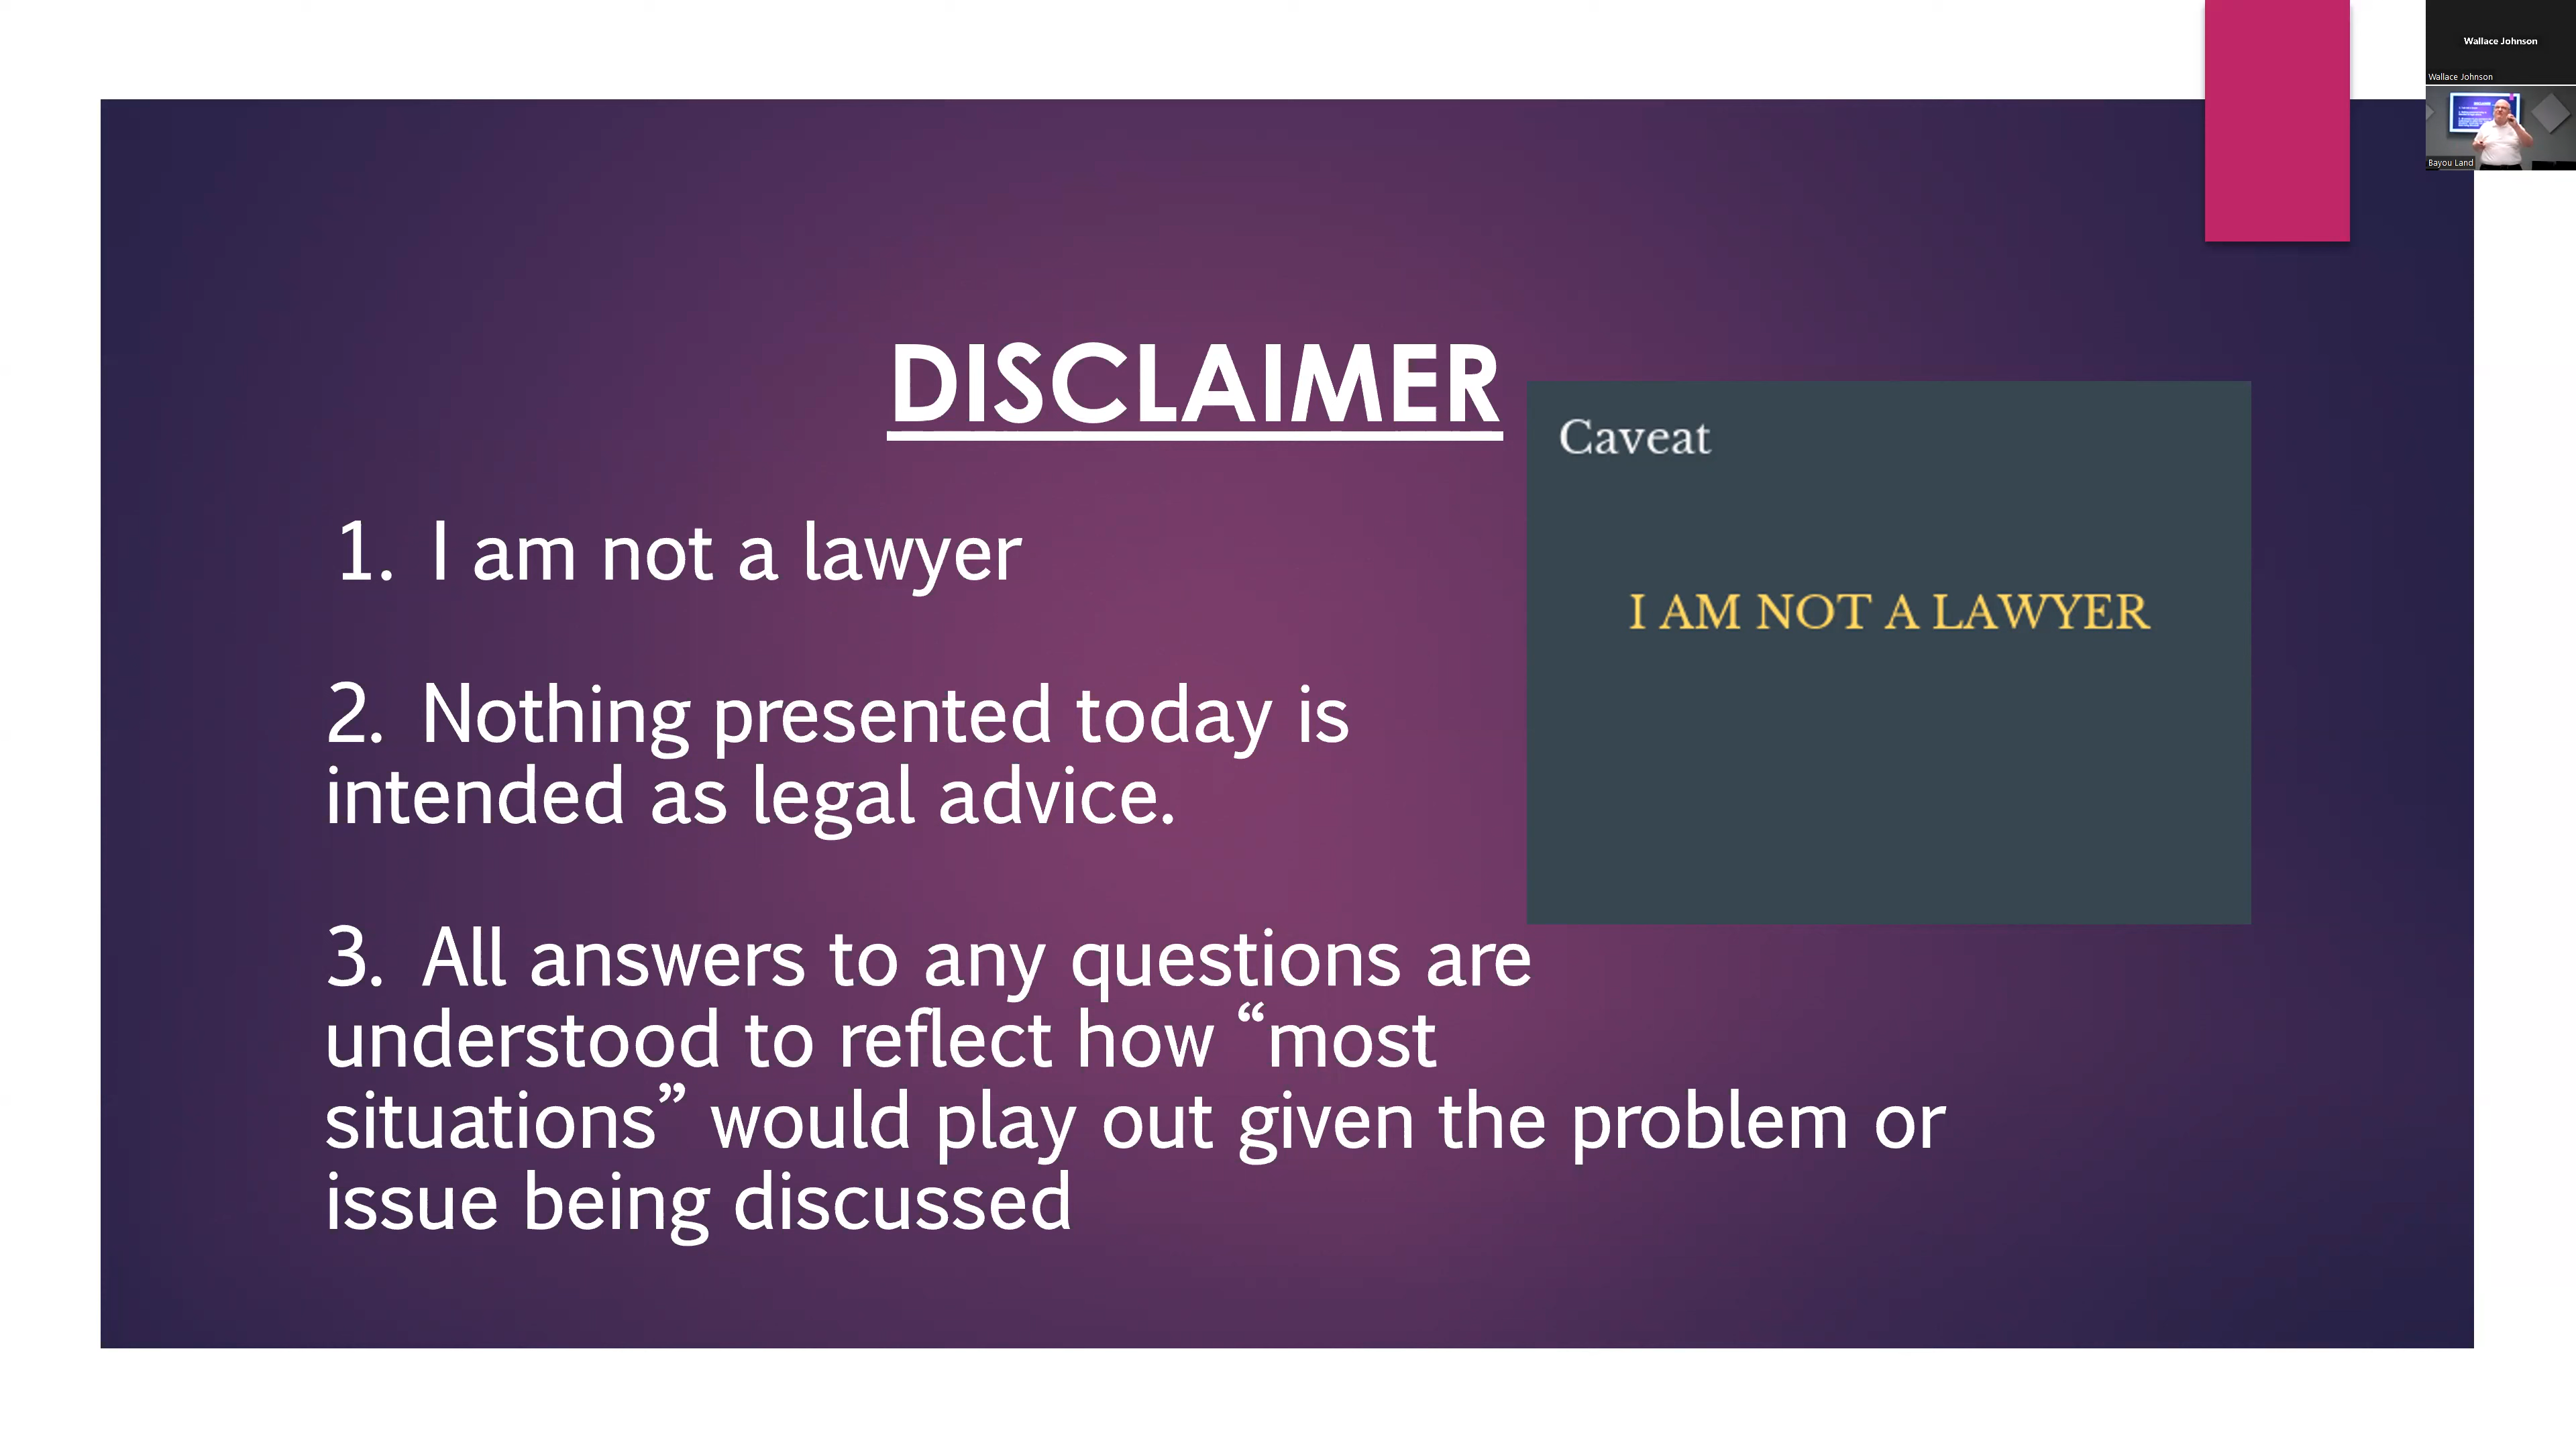 Wallace Johnson
Wallace Johnson
Bayou Land
DISCLAIMER
Caveat
I AM NOT A LAWYER
1. I am not a lawyer
2. Nothing presented today is
intended as legal advice.
3. All answers to any questions are
understood to reflect how “most
situations” would play out given the problem or
issue being discussed